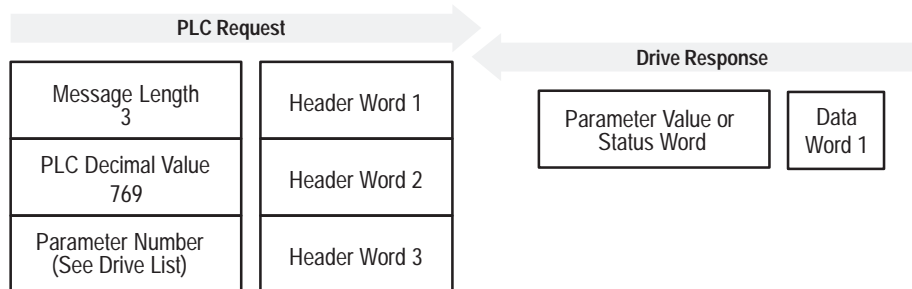 PLC Request
Drive Response
Message Length
3
Header Word 1
PLC Decimal Value
769
Header Word 2
Parameter Number
(See Drive List)
Header Word 3
Parameter Value or
Status Word
Data
Word 1